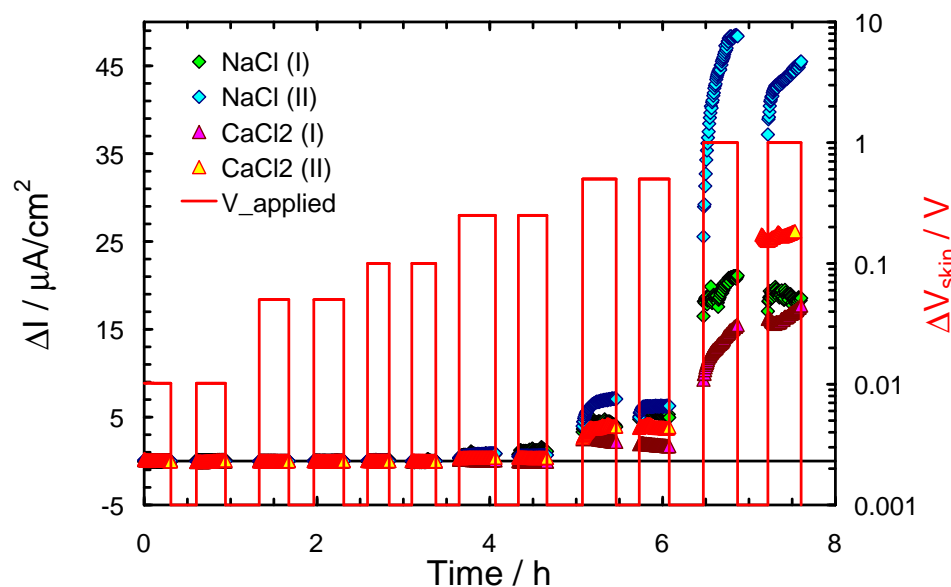 45
35
25
15
5
-5
ΔI / μA/cm²
NaCl (I)
NaCl (II)
CaCl2 (I)
CaCl2 (II)
V_applied
10
1
0.1
0.01
0.001
ΔV_skin / V
0 2 4 6 8
Time / h